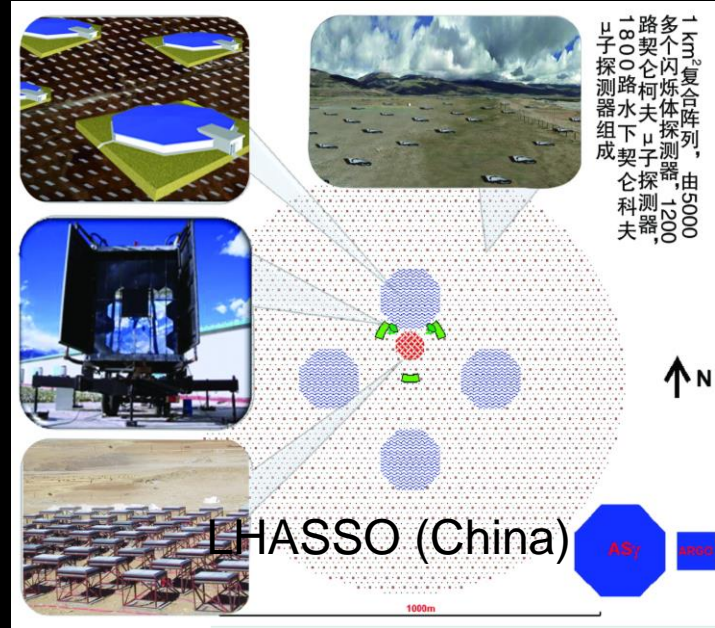 1 km²复合阵列，由5000
多个闪烁体探测器，1200
路契仑柯夫 μ子探测器，
1800路水下契仑科夫
μ子探测器组成
N
LHASSO (China)
ASγ
ARGO
1000m